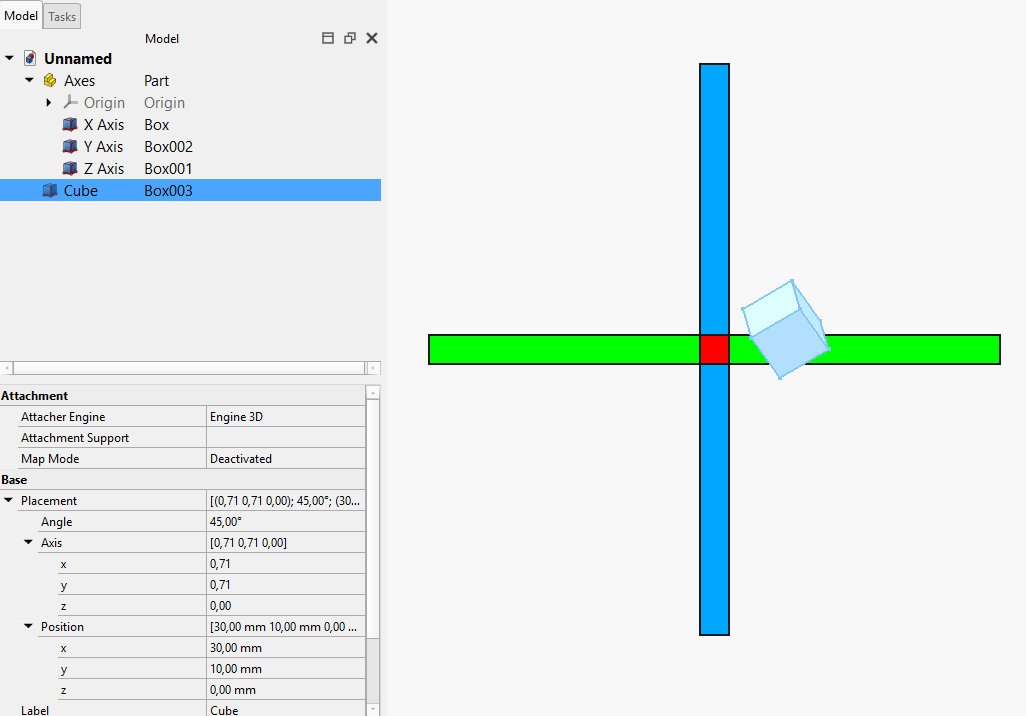 Model Tasks
Model
Unnamed
Axes Part
Origin Origin
X Axis Box
Y Axis Box002
Z Axis Box001
Cube Box003
Attachment
Attacher Engine Engine 3D
Attachment Support
Map Mode Deactivated
Base
Placement [(0,71 0,71 0,00); 45,00°; (30...
Angle 45,00°
Axis [0,71 0,71 0,00]
x 0,71
y 0,71
z 0,00
Position [30,00 mm 10,00 mm 0,00 ...
x 30,00 mm
y 10,00 mm
z 0,00 mm
Label Cube